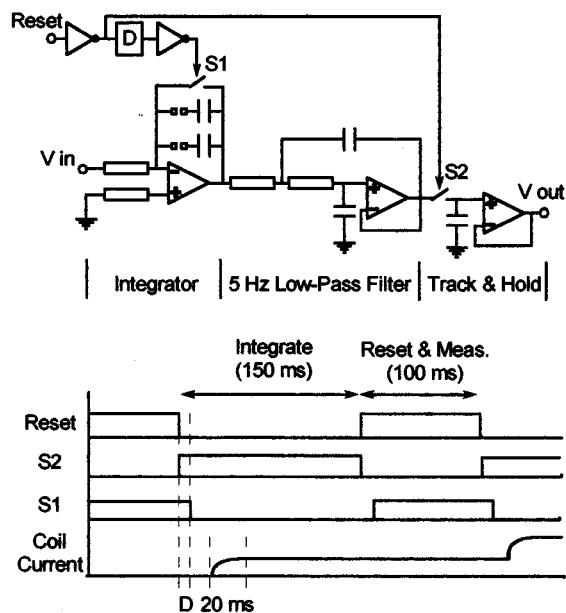 Reset
D
S1
V in
S2
V out
Integrator
5 Hz Low-Pass Filter
Track & Hold
Integrate
(150 ms)
Reset & Meas.
(100 ms)
Reset
S2
S1
Coil
Current
D 20 ms